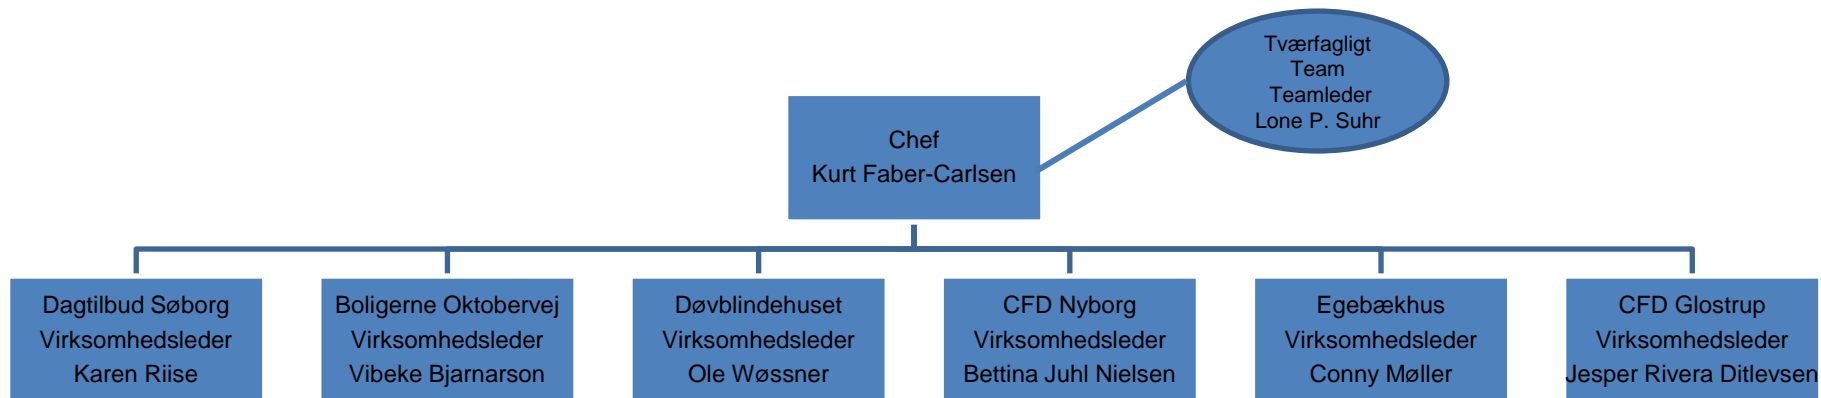 Tværfagligt
Team
Teamleder
Lone P. Suhr
Chef
Kurt Faber-Carlsen
Dagtilbud Søborg
Virksomhedsleder
Karen Riise
Boligerne Oktobervej
Virksomhedsleder
Vibeke Bjarnarson
Døvblindehuset
Virksomhedsleder
Ole Wøssner
CFD Nyborg
Virksomhedsleder
Bettina Juhl Nielsen
Egebækhus
Virksomhedsleder
Conny Møller
CFD Glostrup
Virksomhedsleder
Jesper Rivera Ditlevsen